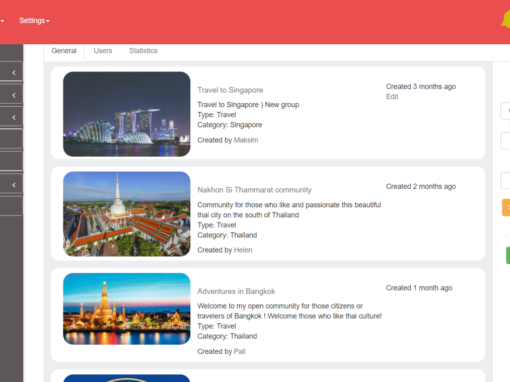 Settings
General Users Statistics
Travel to Singapore
Created 3 months ago
Edit
Travel to Singapore ) New group
Type: Travel
Category: Singapore
Created by Maksim
Nakhon Si Thammarat community
Created 2 months ago
Community for those who like and passionate this beautiful
thai city on the south of Thailand
Type: Travel
Category: Thailand
Created by Helen
Adventures in Bangkok
Created 1 month ago
Welcome to my open community for those citizens or
travelers of Bangkok ! Welcome those who like thai culture!
Type: Travel
Category: Thailand
Created by Pati